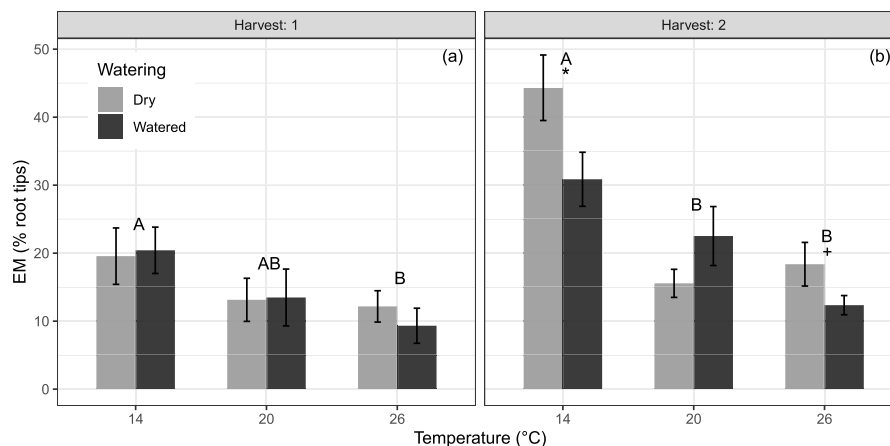 Harvest: 1
Harvest: 2
(a)
(b)
Watering
Dry
Watered
EM (% root tips)
50
40
30
20
10
0
A
AB
B
A
*
B
B
+
14
20
26
14
20
26
Temperature (°C)